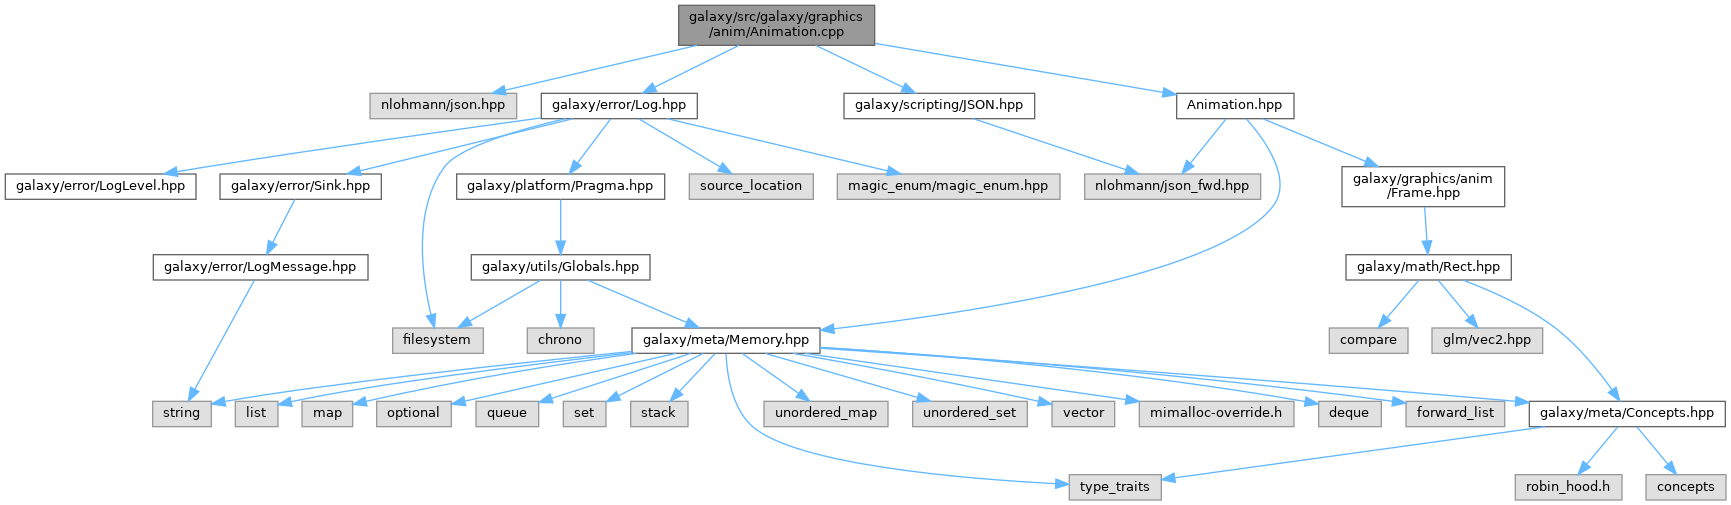 galaxy/src/galaxy/graphics
/anim/Animation.cpp
nlohmann/json.hpp
galaxy/error/Log.hpp
galaxy/scripting/JSON.hpp
Animation.hpp
galaxy/error/LogLevel.hpp
galaxy/error/Sink.hpp
galaxy/platform/Pragma.hpp
source_location
magic_enum/magic_enum.hpp
nlohmann/json_fwd.hpp
galaxy/graphics/anim
/Frame.hpp
galaxy/error/LogMessage.hpp
galaxy/utils/Globals.hpp
galaxy/math/Rect.hpp
filesystem
chrono
galaxy/meta/Memory.hpp
compare
glm/vec2.hpp
string
list
map
optional
queue
set
stack
unordered_map
unordered_set
vector
mimalloc-override.h
deque
forward_list
galaxy/meta/Concepts.hpp
type_traits
robin_hood.h
concepts